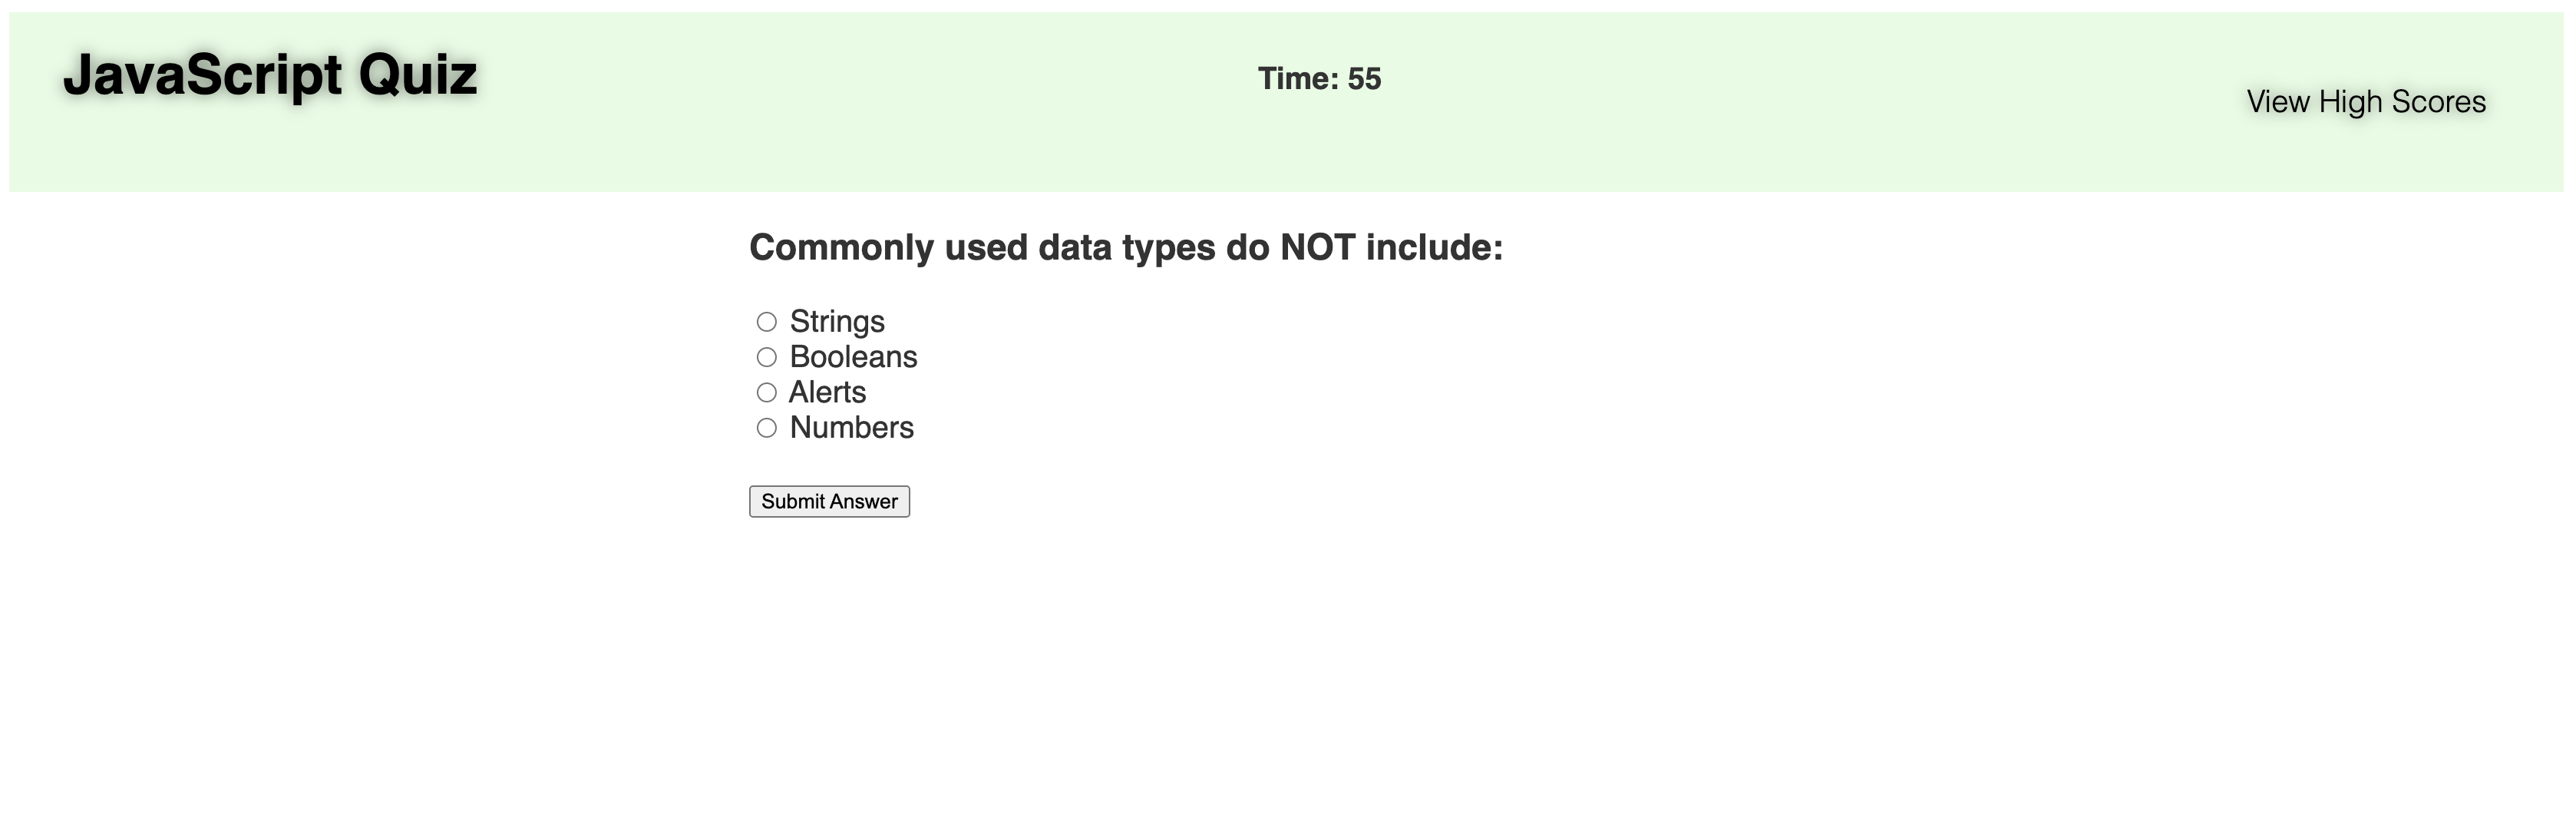 JavaScript Quiz
Time: 55
View High Scores
Commonly used data types do NOT include:
Strings
Booleans
Alerts
Numbers
Submit Answer